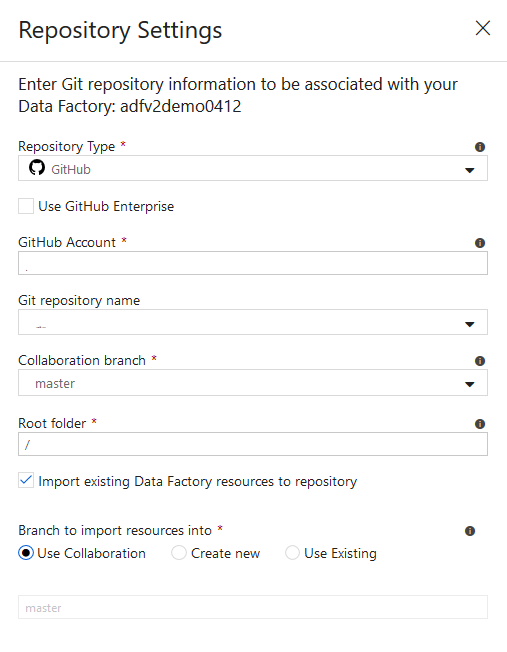 Repository Settings
Enter Git repository information to be associated with your
Data Factory: adfv2demo0412
Repository Type *
GitHub
Use GitHub Enterprise
GitHub Account *
.
Git repository name
Collaboration branch *
master
Root folder *
/
Import existing Data Factory resources to repository
Branch to import resources into *
Use Collaboration Create new Use Existing
master